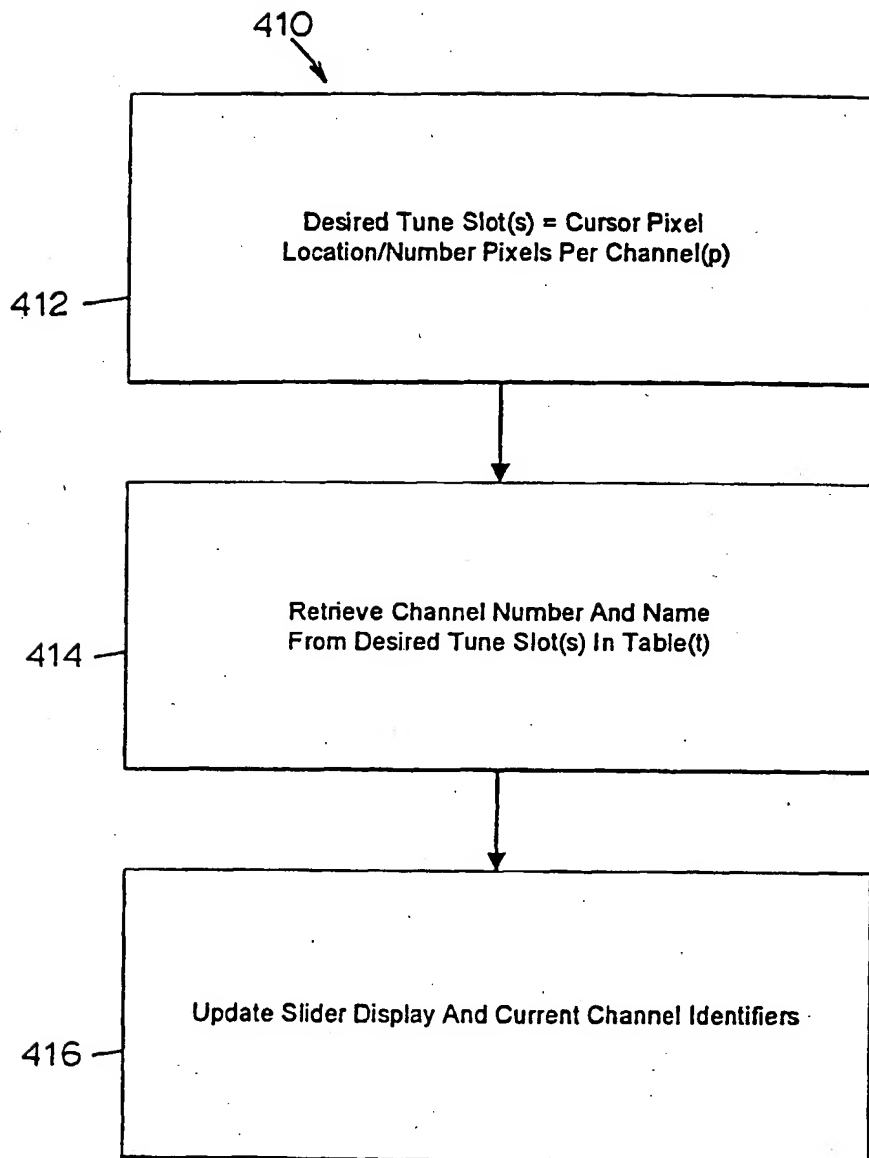 410
Desired Tune Slot(s) = Cursor Pixel
Location/Number Pixels Per Channel(p)
412
Retrieve Channel Number And Name
From Desired Tune Slot(s) In Table(t)
414
Update Slider Display And Current Channel Identifiers
416